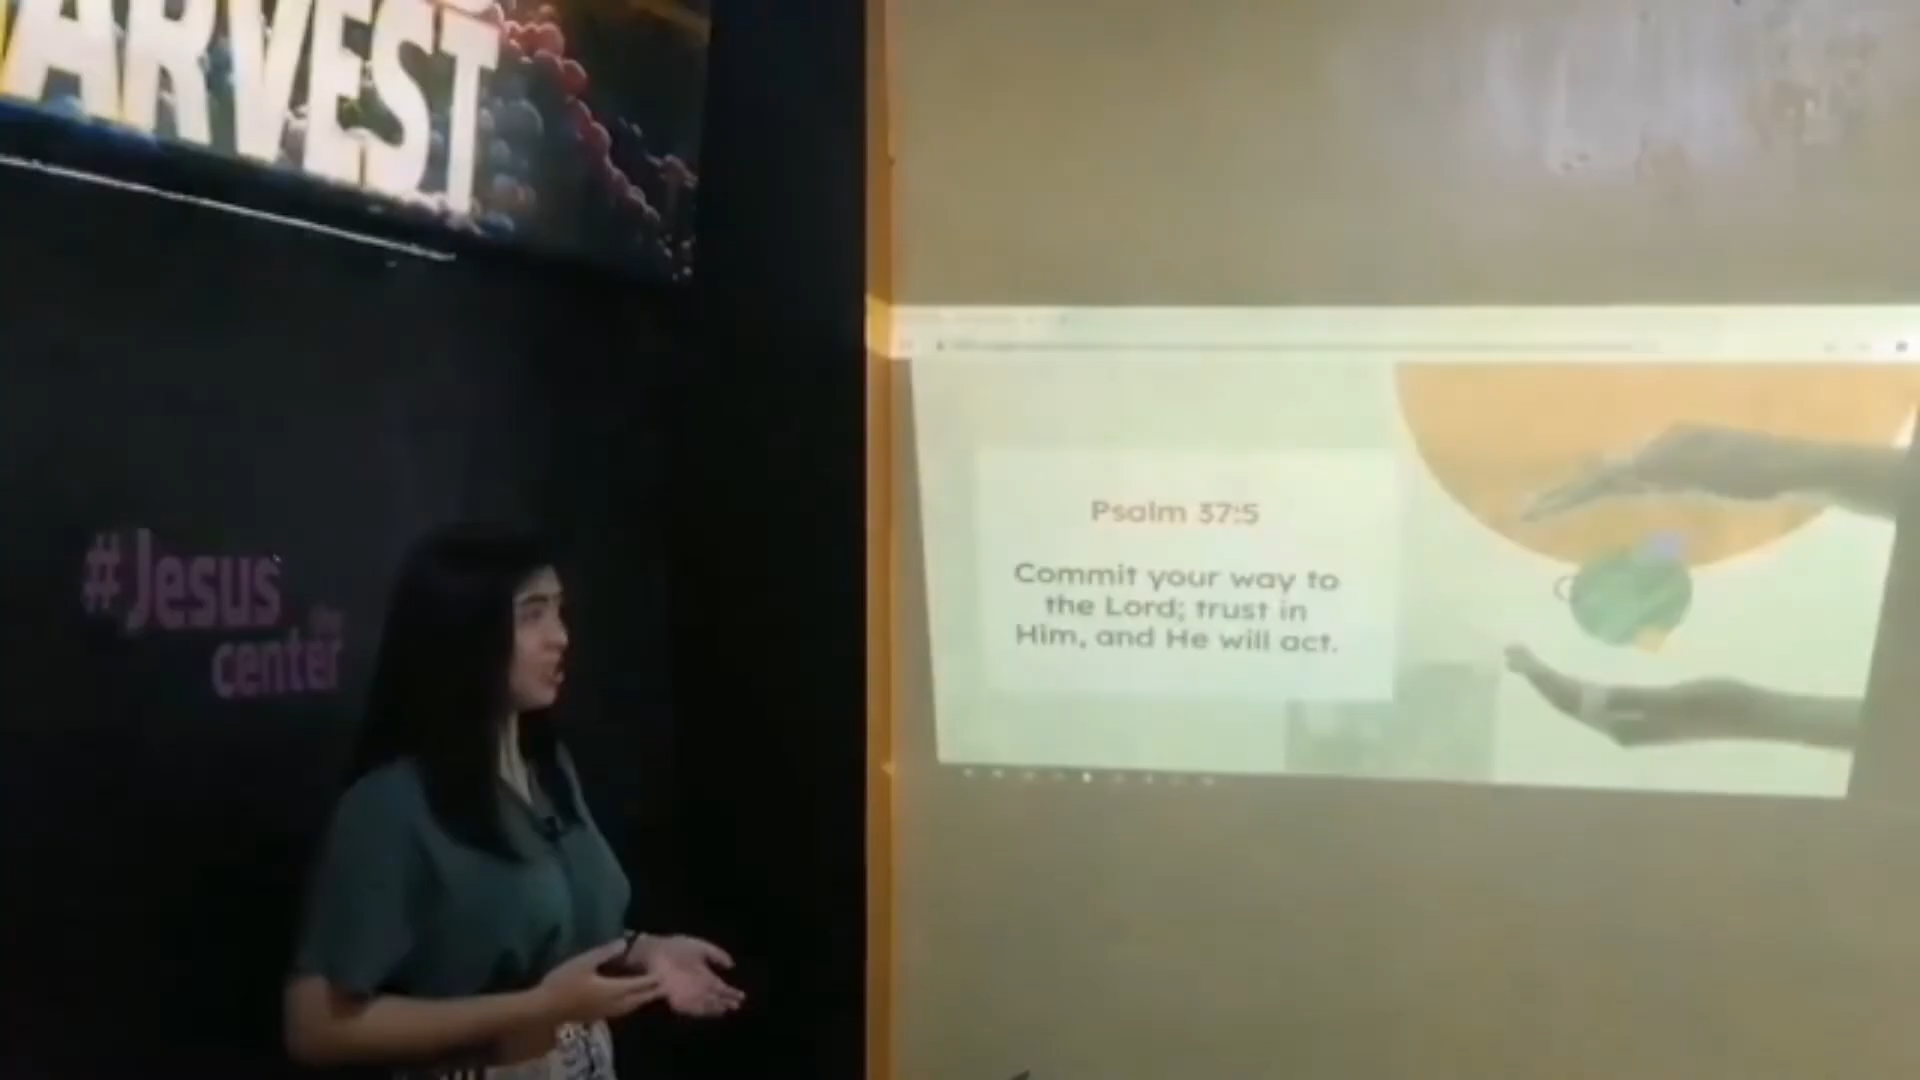 ARVEST
#Jesus
the
center
Psalm 37:5
Commit your way to
the Lord; trust in
Him, and He will act.